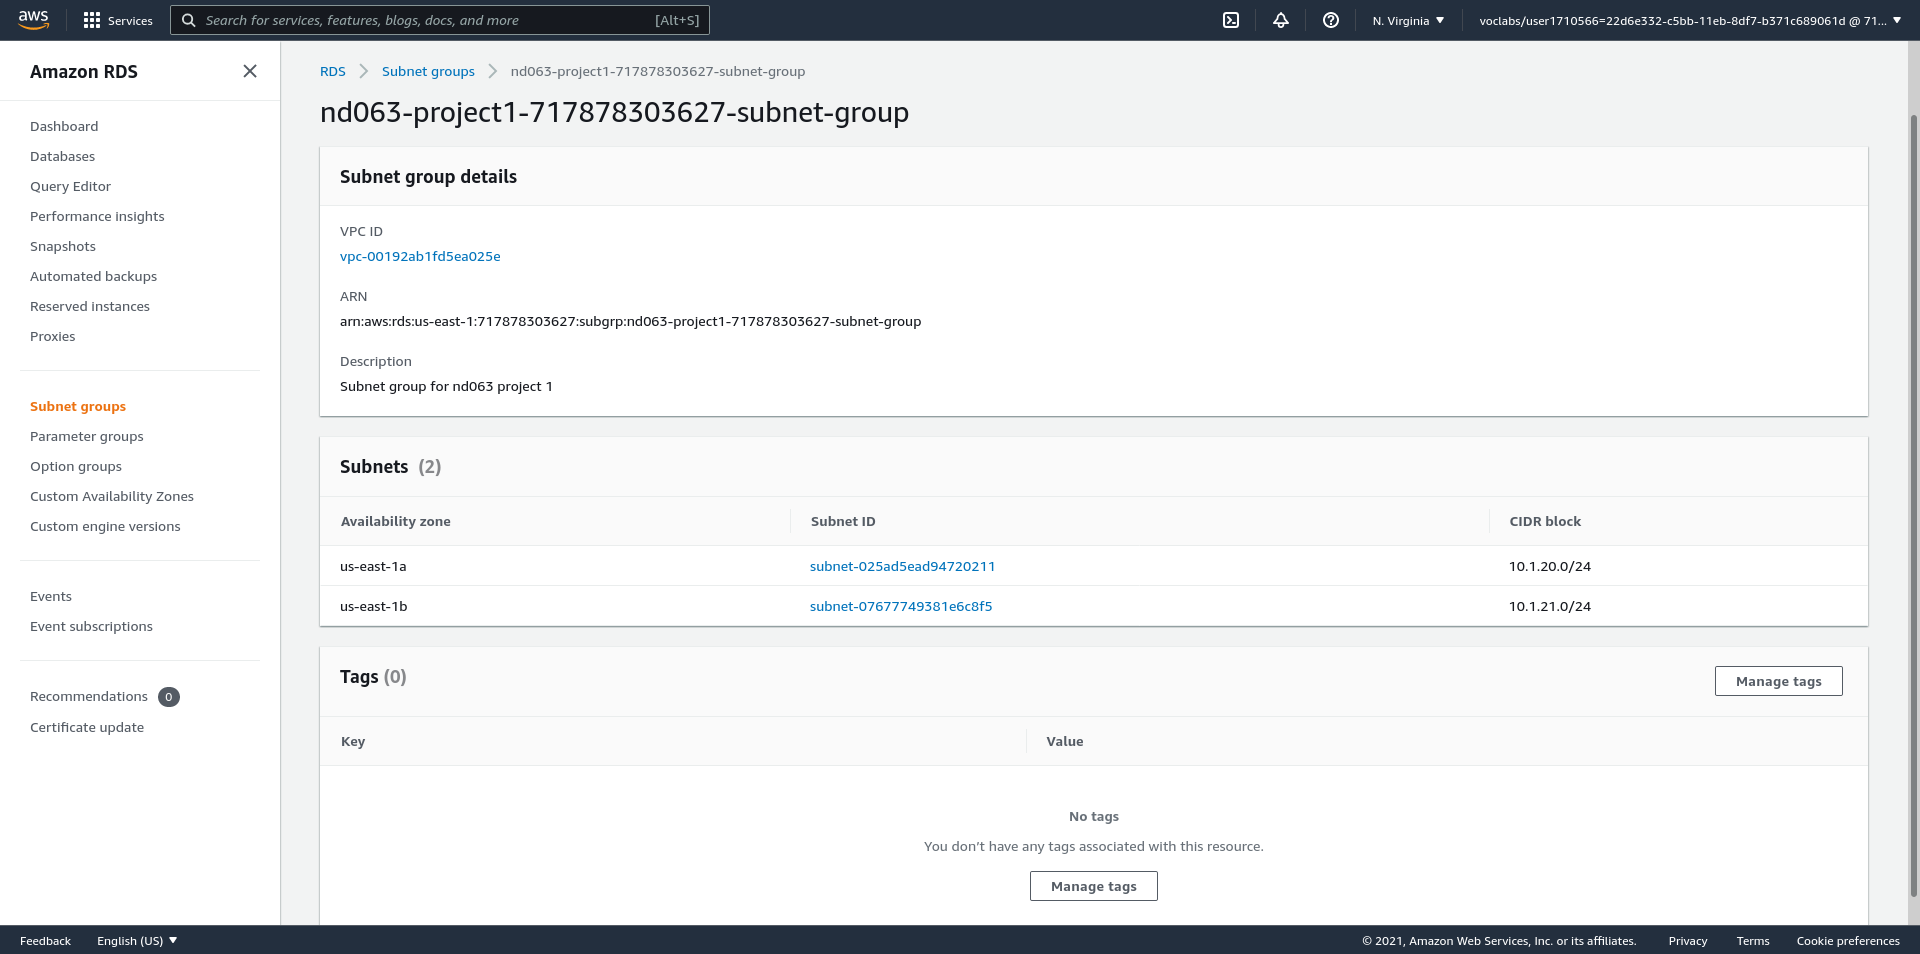 aws
Services
Search for services, features, blogs, docs, and more [Alt+S]
N. Virginia
voclabs/user1710566=22d6e332-c5bb-11eb-8df7-b371c689061d @ 71...
Amazon RDS
Dashboard
Databases
Query Editor
Performance insights
Snapshots
Automated backups
Reserved instances
Proxies
Subnet groups
Parameter groups
Option groups
Custom Availability Zones
Custom engine versions
Events
Event subscriptions
Recommendations 0
Certificate update
RDS > Subnet groups > nd063-project1-717878303627-subnet-group
nd063-project1-717878303627-subnet-group
Subnet group details
VPC ID
vpc-00192ab1fd5ea025e
ARN
arn:aws:rds:us-east-1:717878303627:subgrp:nd063-project1-717878303627-subnet-group
Description
Subnet group for nd063 project 1
Subnets (2)
Availability zone Subnet ID CIDR block
us-east-1a subnet-025ad5ead94720211 10.1.20.0/24
us-east-1b subnet-07677749381e6c8f5 10.1.21.0/24
Tags (0)
Manage tags
Key Value
No tags
You don't have any tags associated with this resource.
Manage tags
Feedback English (US)
© 2021, Amazon Web Services, Inc. or its affiliates. Privacy Terms Cookie preferences